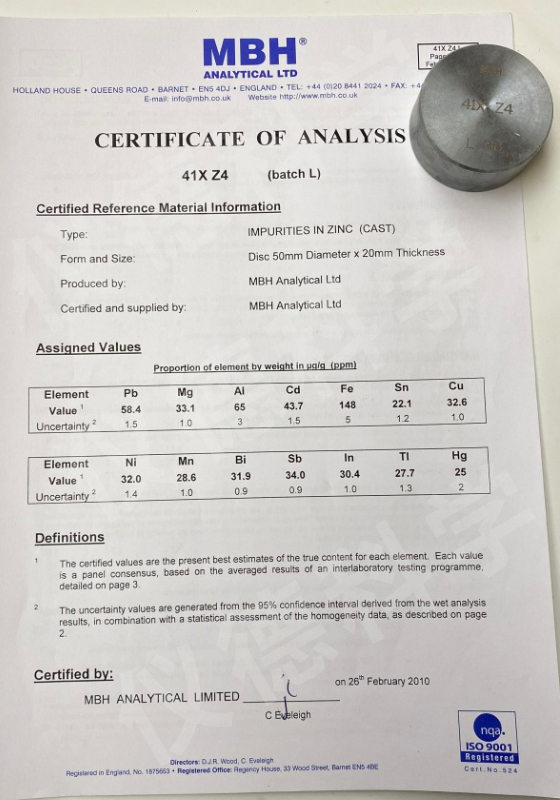 MBH®
ANALYTICAL LTD
HOLLAND HOUSE • QUEENS ROAD • BARNET • EN5 4DJ • ENGLAND • TEL: +44 (0)20 8441 2024 • FAX: +4
E-mail: info@mbh.co.uk Website http://www.mbh.co.uk
41X Z4
MBH
41X Z4
CERTIFICATE OF ANALYSIS
41X Z4 (batch L)
Certified Reference Material Information
Type: IMPURITIES IN ZINC (CAST)
Form and Size: Disc 50mm Diameter x 20mm Thickness
Produced by: MBH Analytical Ltd
Certified and supplied by: MBH Analytical Ltd
Assigned Values
Proportion of element by weight in µg/g (ppm)
Element Pb Mg Al Cd Fe Sn Cu
Value 1 58.4 33.1 65 43.7 148 22.1 32.6
Uncertainty 2 1.5 1.0 3 1.5 5 1.2 1.0
Element Ni Mn Bi Sb In Tl Hg
Value 1 32.0 28.6 31.9 34.0 30.4 27.7 25
Uncertainty 2 1.4 1.0 0.9 0.9 1.0 1.3 2
Definitions
1 The certified values are the present best estimates of the true content for each element. Each value
is a panel consensus, based on the averaged results of an interlaboratory testing programme,
detailed on page 3.
2 The uncertainty values are generated from the 95% confidence interval derived from the wet analysis
results, in combination with a statistical assessment of the homogeneity data, as described on page
2.
Certified by:
MBH ANALYTICAL LIMITED on 26th February 2010
C Eveleigh
nqa.
ISO 9001
Registered
Cert.No.524
Directors: D.J.R. Wood, C. Eveleigh
Registered in England, No. 1875653 • Registered Office: Regency House, 33 Wood Street, Barnet EN5 4BE